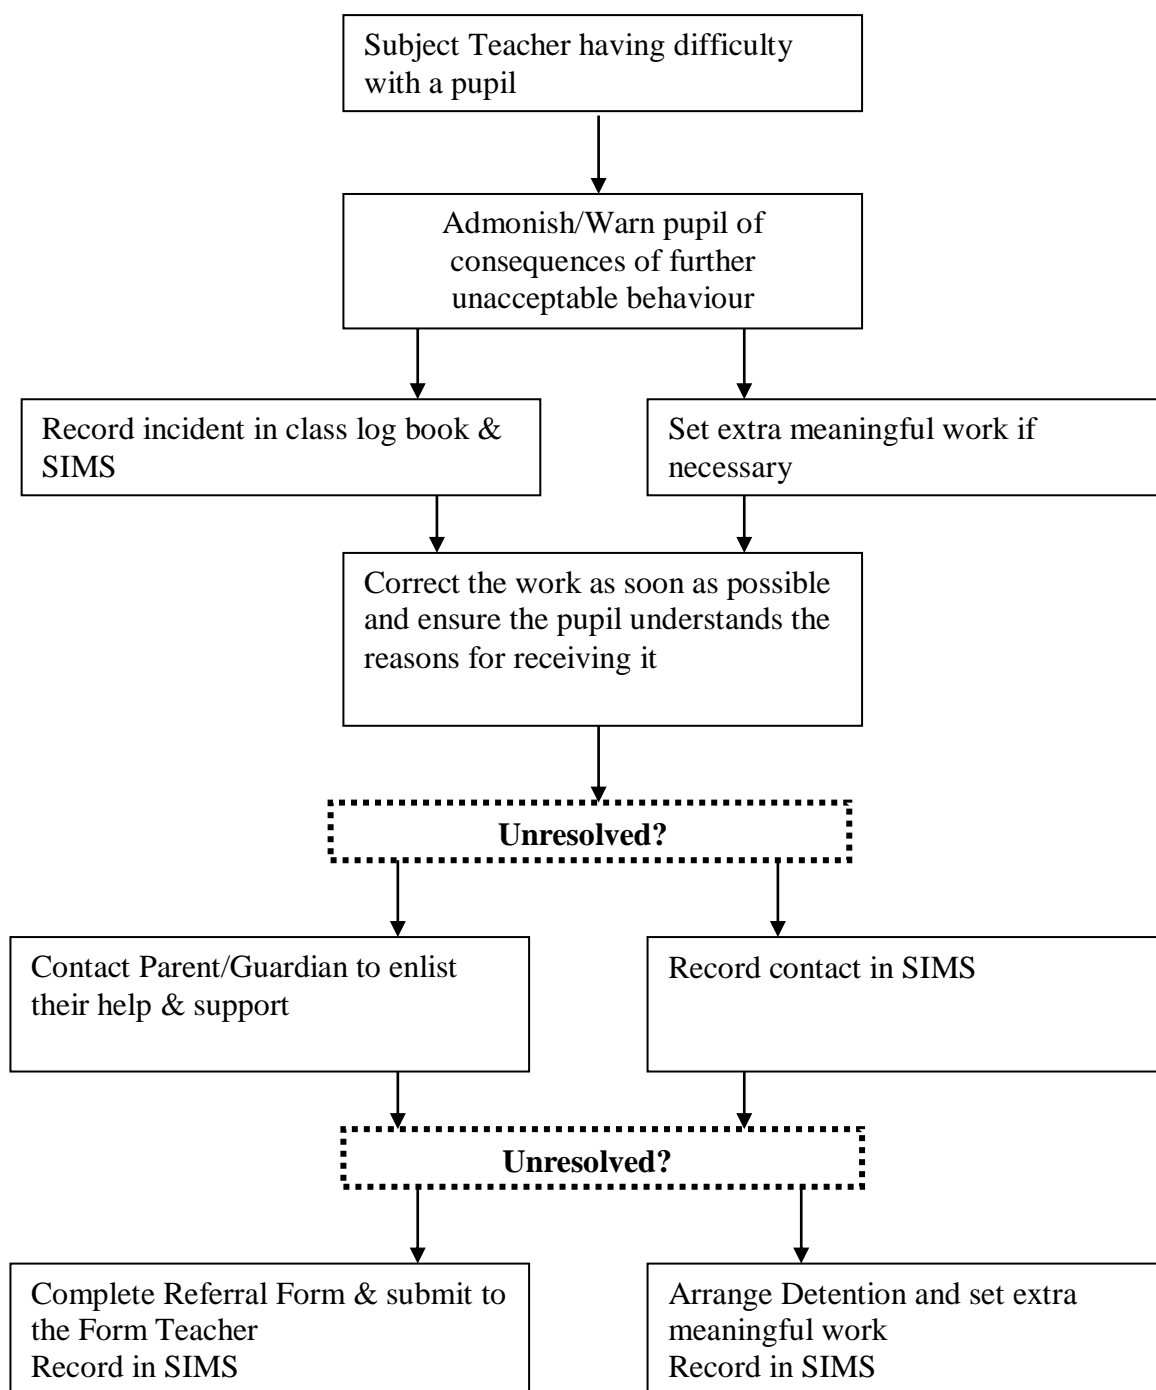 Subject Teacher having difficulty
with a pupil
Admonish/Warn pupil of
consequences of further
unacceptable behaviour
Record incident in class log book &
SIMS
Set extra meaningful work if
necessary
Correct the work as soon as possible
and ensure the pupil understands the
reasons for receiving it
Unresolved?
Contact Parent/Guardian to enlist
their help & support
Record contact in SIMS
Unresolved?
Complete Referral Form & submit to
the Form Teacher
Record in SIMS
Arrange Detention and set extra
meaningful work
Record in SIMS